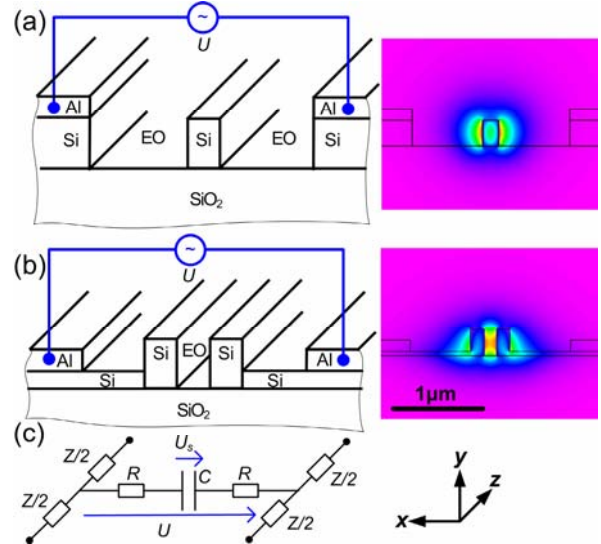 (a)
~
U
Al
Al
Si
EO
Si
EO
Si
SiO₂
(b)
~
U
Al
Si
EO
Si
Al
Si
Si
SiO₂
1μm
(c)
Uₛ
Z/2
R
C
R
Z/2
Z/2
U
Z/2
y
z
x